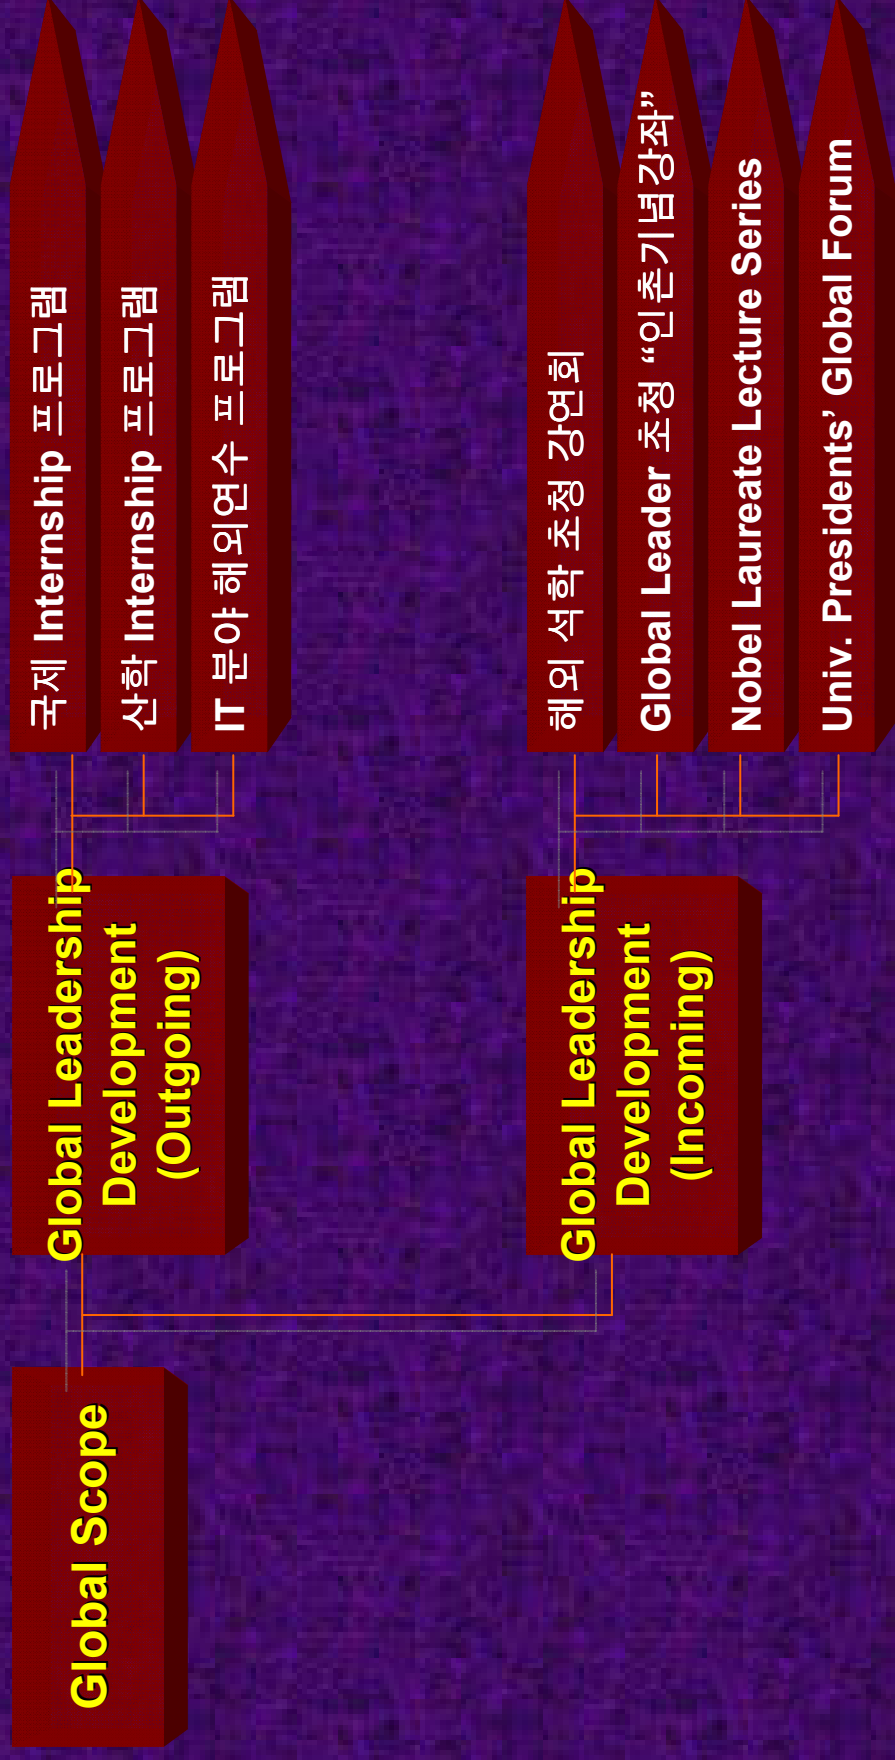 Global Scope
Global Leadership
Development
(Outgoing)
국제 Internship 프로그램
산학 Internship 프로그램
IT 분야 해외연수 프로그램
Global Leadership
Development
(Incoming)
해외 석학 초청 강연회
Global Leader 초청 “인촌기념강좌”
Nobel Laureate Lecture Series
Univ. Presidents’ Global Forum